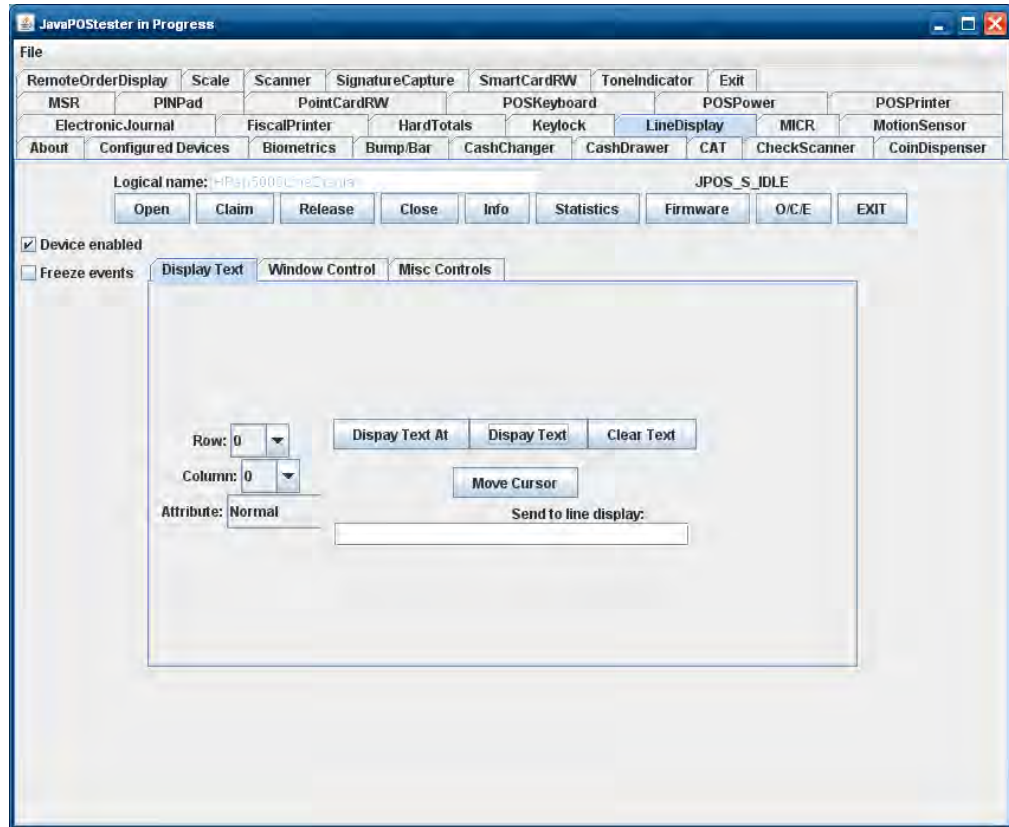 JavaPOStester in Progress
File
RemoteOrderDisplay Scale Scanner SignatureCapture SmartCardRW ToneIndicator Exit
MSR PINPad PointCardRW POSKeyboard POSPower POSPrinter
ElectronicJournal FiscalPrinter HardTotals Keylock LineDisplay MICR MotionSensor
About Configured Devices Biometrics Bump/Bar CashChanger CashDrawer CAT CheckScanner CoinDispenser
Logical name: JPOS_S_IDLE
Open Claim Release Close Info Statistics Firmware O/C/E EXIT
Device enabled
Freeze events Display Text Window Control Misc Controls
Row: 0 Dispay Text At Dispay Text Clear Text
Column: 0 Move Cursor
Attribute: Normal Send to line display: